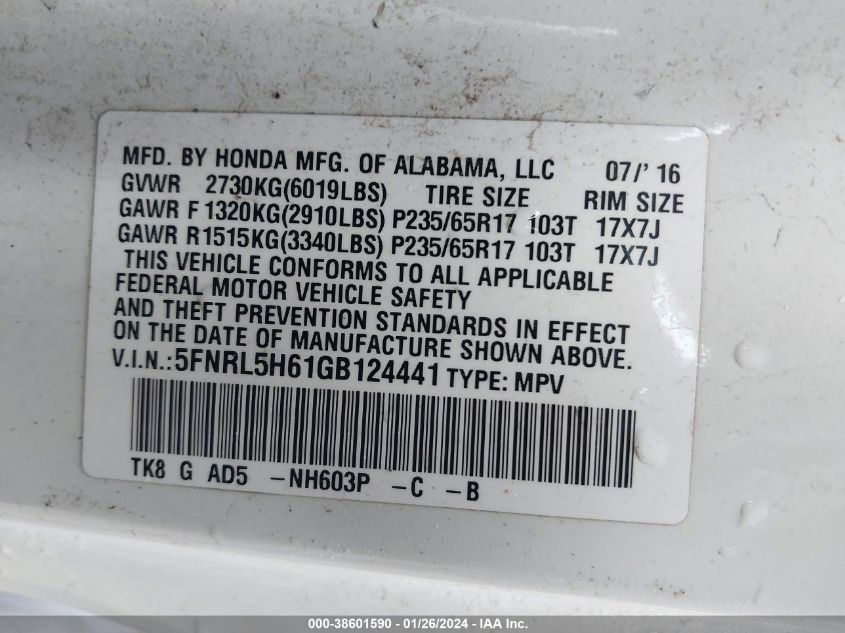 MFD. BY HONDA MFG. OF ALABAMA, LLC 07/' 16
GVWR 2730KG(6019LBS) TIRE SIZE RIM SIZE
GAWR F 1320KG(2910LBS) P235/65R17 103T 17X7J
GAWR R 1515KG(3340LBS) P235/65R17 103T 17X7J
THIS VEHICLE CONFORMS TO ALL APPLICABLE
FEDERAL MOTOR VEHICLE SAFETY
AND THEFT PREVENTION STANDARDS IN EFFECT
ON THE DATE OF MANUFACTURE SHOWN ABOVE.
V.I.N.:5FNRL5H61GB124441 TYPE: MPV
TK8 G AD5 -NH603P -C -B
000-38601590 - 01/26/2024 - IAA Inc.